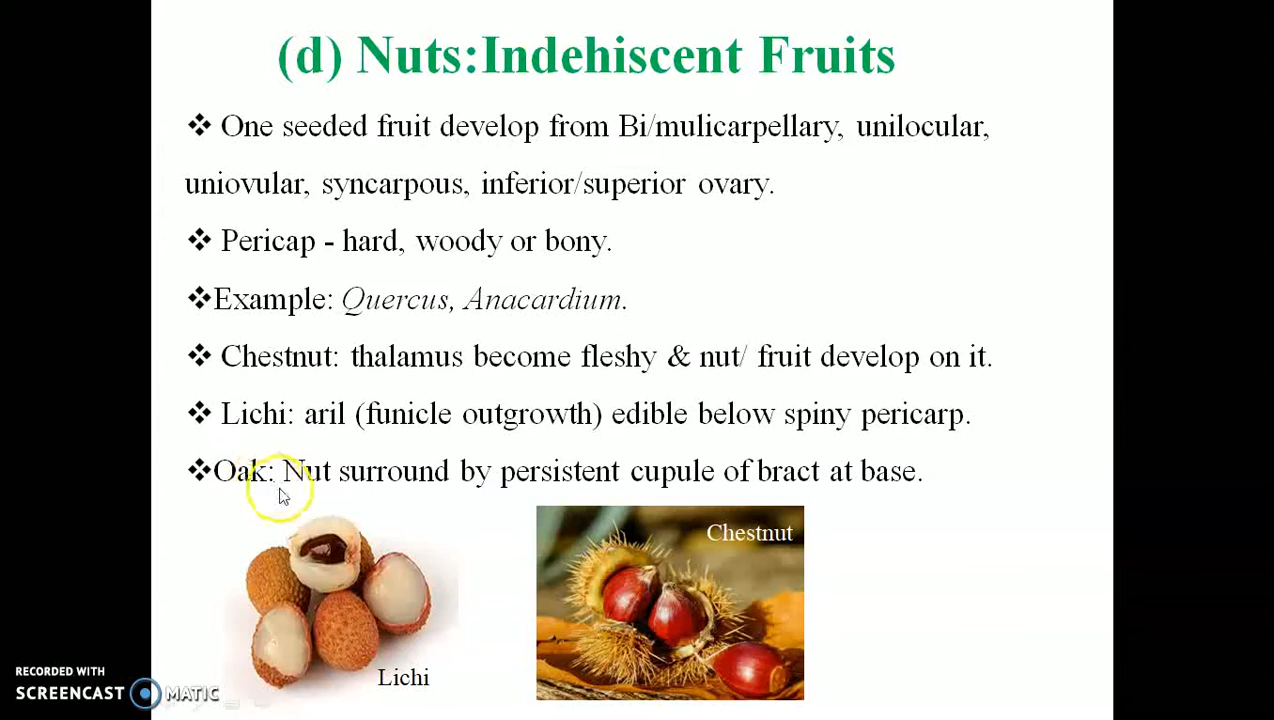 (d) Nuts:Indehiscent Fruits
❖ One seeded fruit develop from Bi/mulicarpellary, unilocular,
uniovular, syncarpous, inferior/superior ovary.
❖ Pericap - hard, woody or bony.
❖Example: Quercus, Anacardium.
❖ Chestnut: thalamus become fleshy & nut/ fruit develop on it.
❖ Lichi: aril (funicle outgrowth) edible below spiny pericarp.
❖Oak: Nut surround by persistent cupule of bract at base.
Chestnut
Lichi
RECORDED WITH
SCREENCAST MATIC